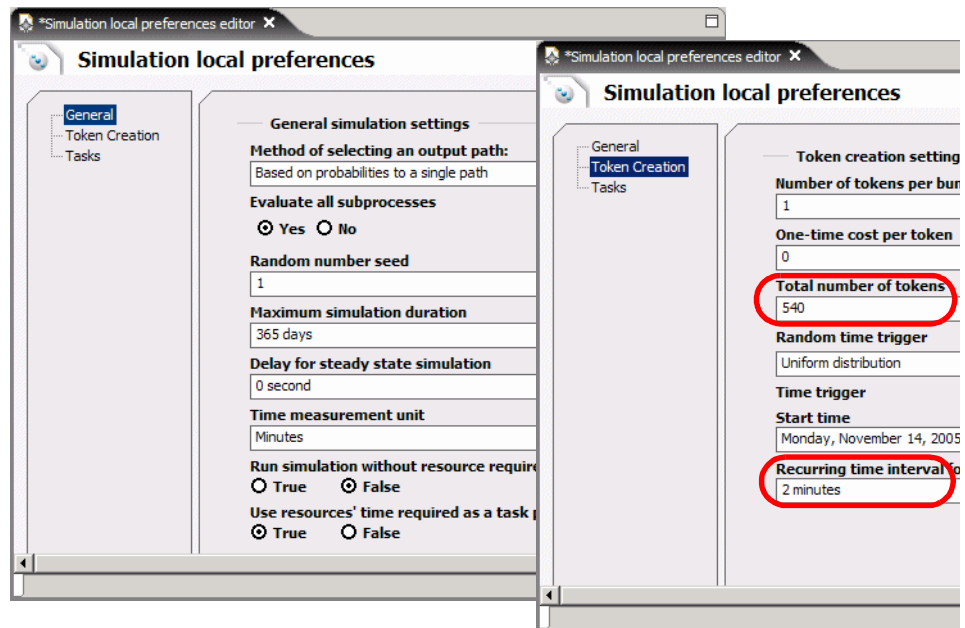 *Simulation local preferences editor
Simulation local preferences
General
Token Creation
Tasks
General simulation settings
Method of selecting an output path:
Based on probabilities to a single path
Evaluate all subprocesses
Yes No
Random number seed
1
Maximum simulation duration
365 days
Delay for steady state simulation
0 second
Time measurement unit
Minutes
Run simulation without resource require
True False
Use resources' time required as a task
True False
*Simulation local preferences editor
Simulation local preferences
General
Token Creation
Tasks
Token creation setting
Number of tokens per bun
1
One-time cost per token
0
Total number of tokens
540
Random time trigger
Uniform distribution
Time trigger
Start time
Monday, November 14, 2005
Recurring time interval fo
2 minutes